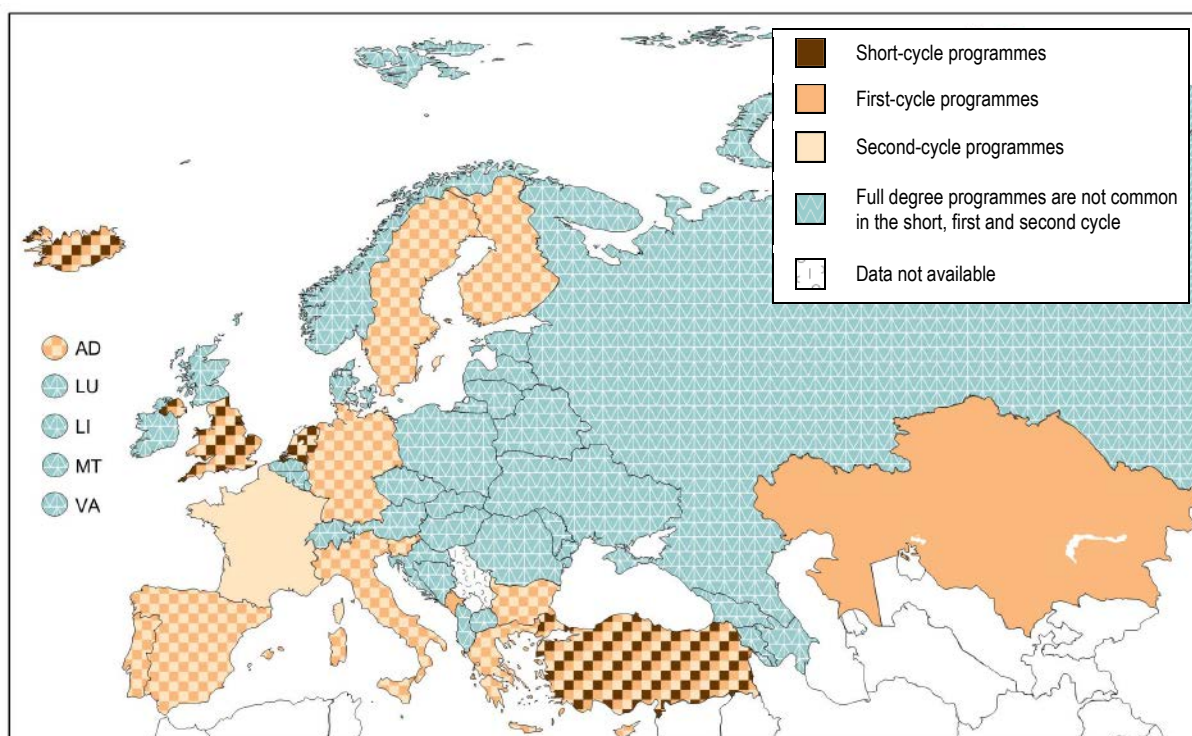 Short-cycle programmes
First-cycle programmes
Second-cycle programmes
Full degree programmes are not common
in the short, first and second cycle
Data not available
AD
LU
LI
MT
VA